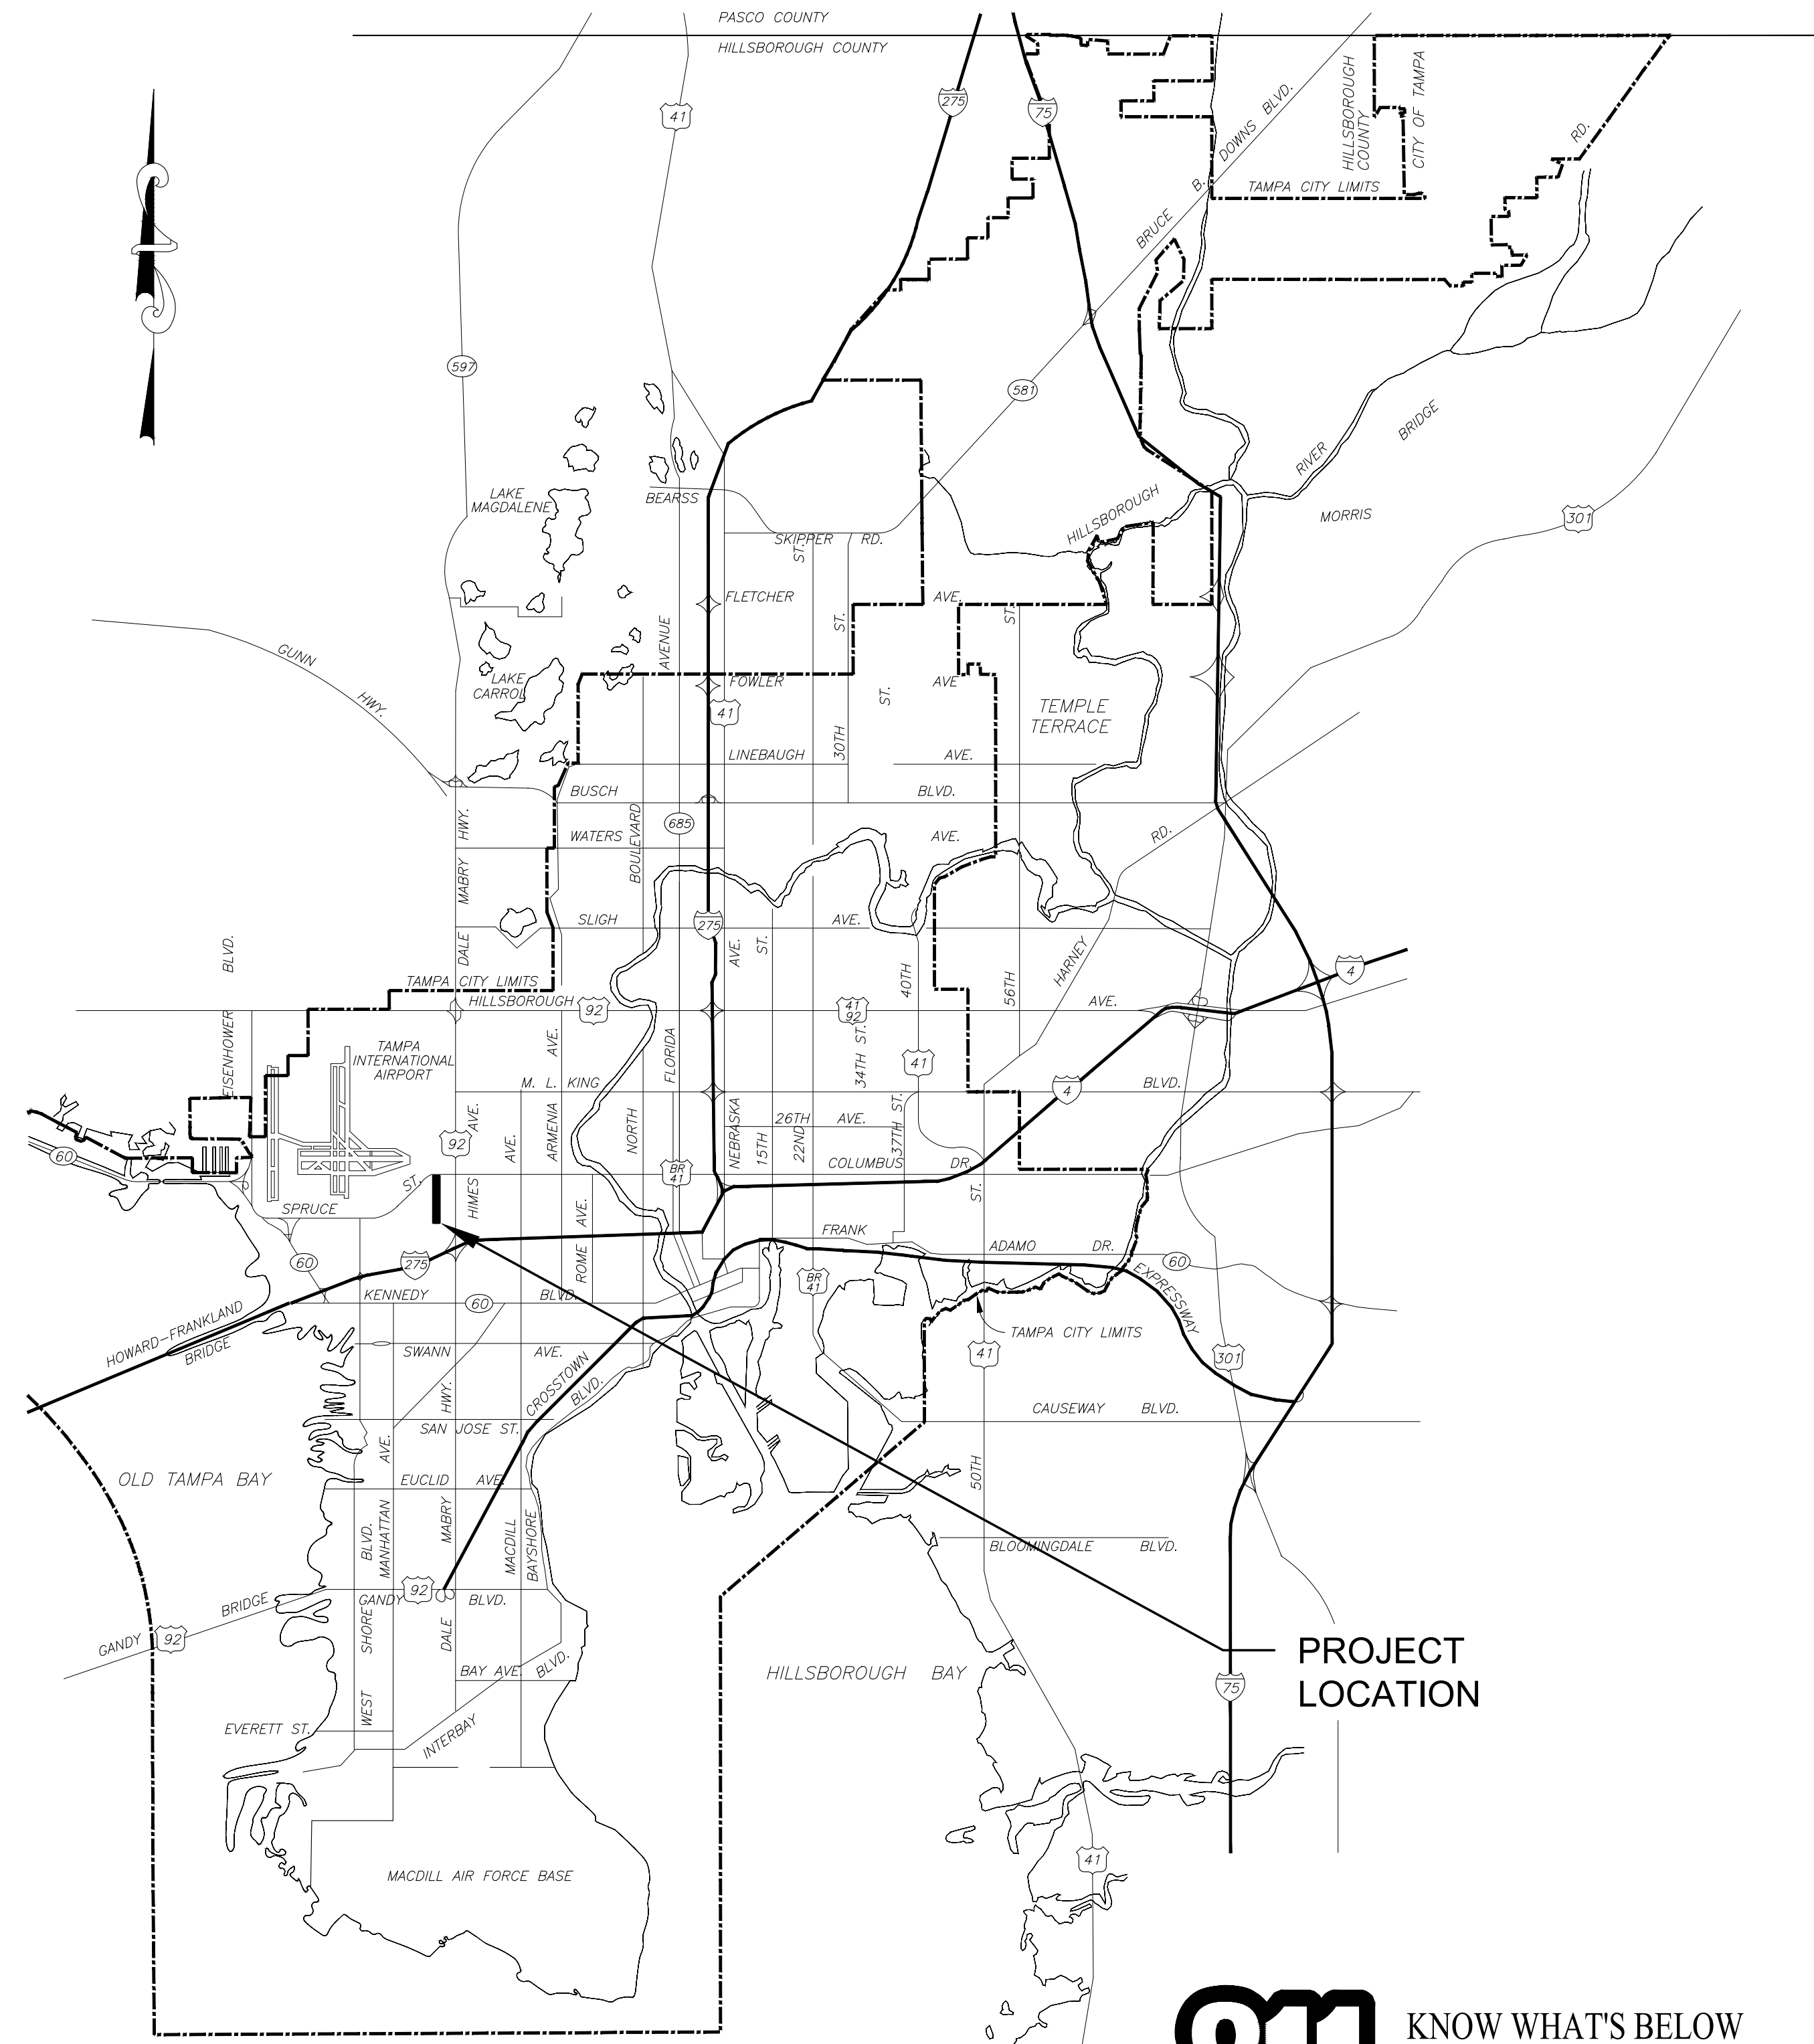 PASCO COUNTY
HILLSBOROUGH COUNTY
275
75
41
HILLSBOROUGH
COUNTY
CITY OF TAMPA
BRUCE B. DOWNS BLVD.
TAMPA CITY LIMITS
RD.
597
581
BRIDGE
RIVER
HILLSBOROUGH
MORRIS
301
LAKE
MAGDALENE
BEARSS
SKIPPER RD.
ST.
FLETCHER AVE.
ST.
ST.
AVENUE
GUNN
HWY.
LAKE
CARROL
FOWLER AVE
ST.
41
TEMPLE
TERRACE
30TH
LINEBAUGH AVE.
BUSCH BLVD.
685
WATERS AVE.
HWY.
MABRY
DALE
BOULEVARD
RD.
SLIGH AVE.
275
AVE.
ST.
40TH
56TH
HARNEY
4
BLVD.
EISENHOWER
TAMPA CITY LIMITS
HILLSBOROUGH AVE.
92
41
92
TAMPA
INTERNATIONAL
AIRPORT
AVE.
FLORIDA
34TH ST.
41
M. L. KING BLVD.
4
60
92
AVE.
AVE.
ARMENIA
NORTH
NEBRASKA
15TH
22ND
26TH AVE.
37TH ST.
COLUMBUS DR.
BR
41
ST.
SPRUCE
ST.
HIMES
ROME AVE.
FRANK
ADAMO DR.
60
60
275
EXPRESSWAY
BR
41
KENNEDY BLVD.
60
HOWARD-FRANKLAND
BRIDGE
TAMPA CITY LIMITS
SWANN AVE.
41
301
CROSSTOWN
BLVD.
HWY.
SAN JOSE ST.
CAUSEWAY BLVD.
AVE.
OLD TAMPA BAY
EUCLID AVE.
50TH
BLVD.
MANHATTAN
MABRY
MACDILL
BAYSHORE
BLOOMINGDALE BLVD.
92
GANDY BLVD.
GANDY BRIDGE
92
SHORE
DALE
PROJECT
LOCATION
BAY AVE.
BLVD.
HILLSBOROUGH BAY
75
WEST
EVERETT ST.
INTERBAY
41
MACDILL AIR FORCE BASE
811
KNOW WHAT'S BELOW